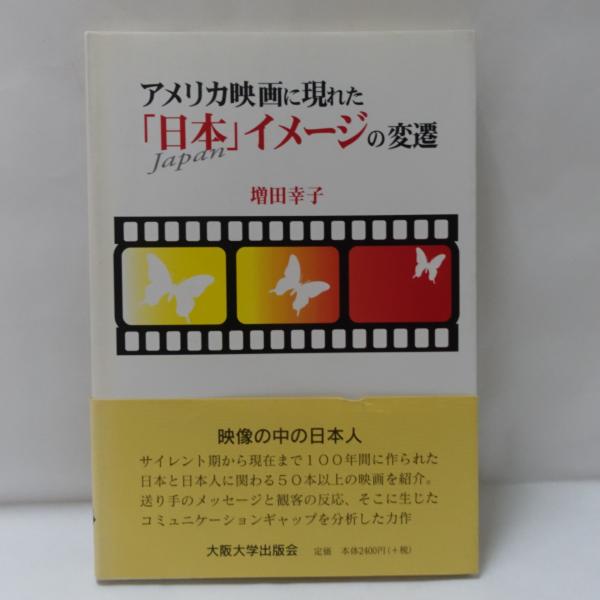 アメリカ映画に現れた
「日本」イメージの変遷
Japan
増田幸子
映像の中の日本人
サイレント期から現在まで１００年間に作られた
日本と日本人に関わる５０本以上の映画を紹介。
送り手のメッセージと観客の反応、そこに生じた
コミュニケーションギャップを分析した力作
大阪大学出版会 定価 本体2400円(+税)